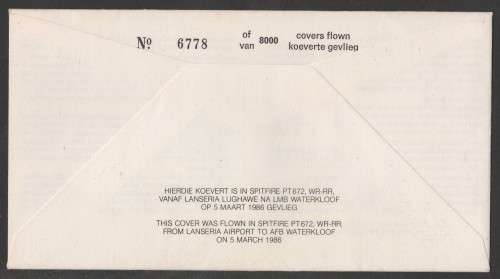 No 6778 of 8000 covers flown
van koeverte gevlieg
HIERDIE KOEVERT IS IN SPITFIRE PT672, WR-RR,
VANAF LANSERIA LUGHAWE NA LMB WATERKLOOF
OP 5 MAART 1986 GEVLIEG
THIS COVER WAS FLOWN IN SPITFIRE PT672, WR-RR
FROM LANSERIA AIRPORT TO AFB WATERKLOOF
ON 5 MARCH 1986